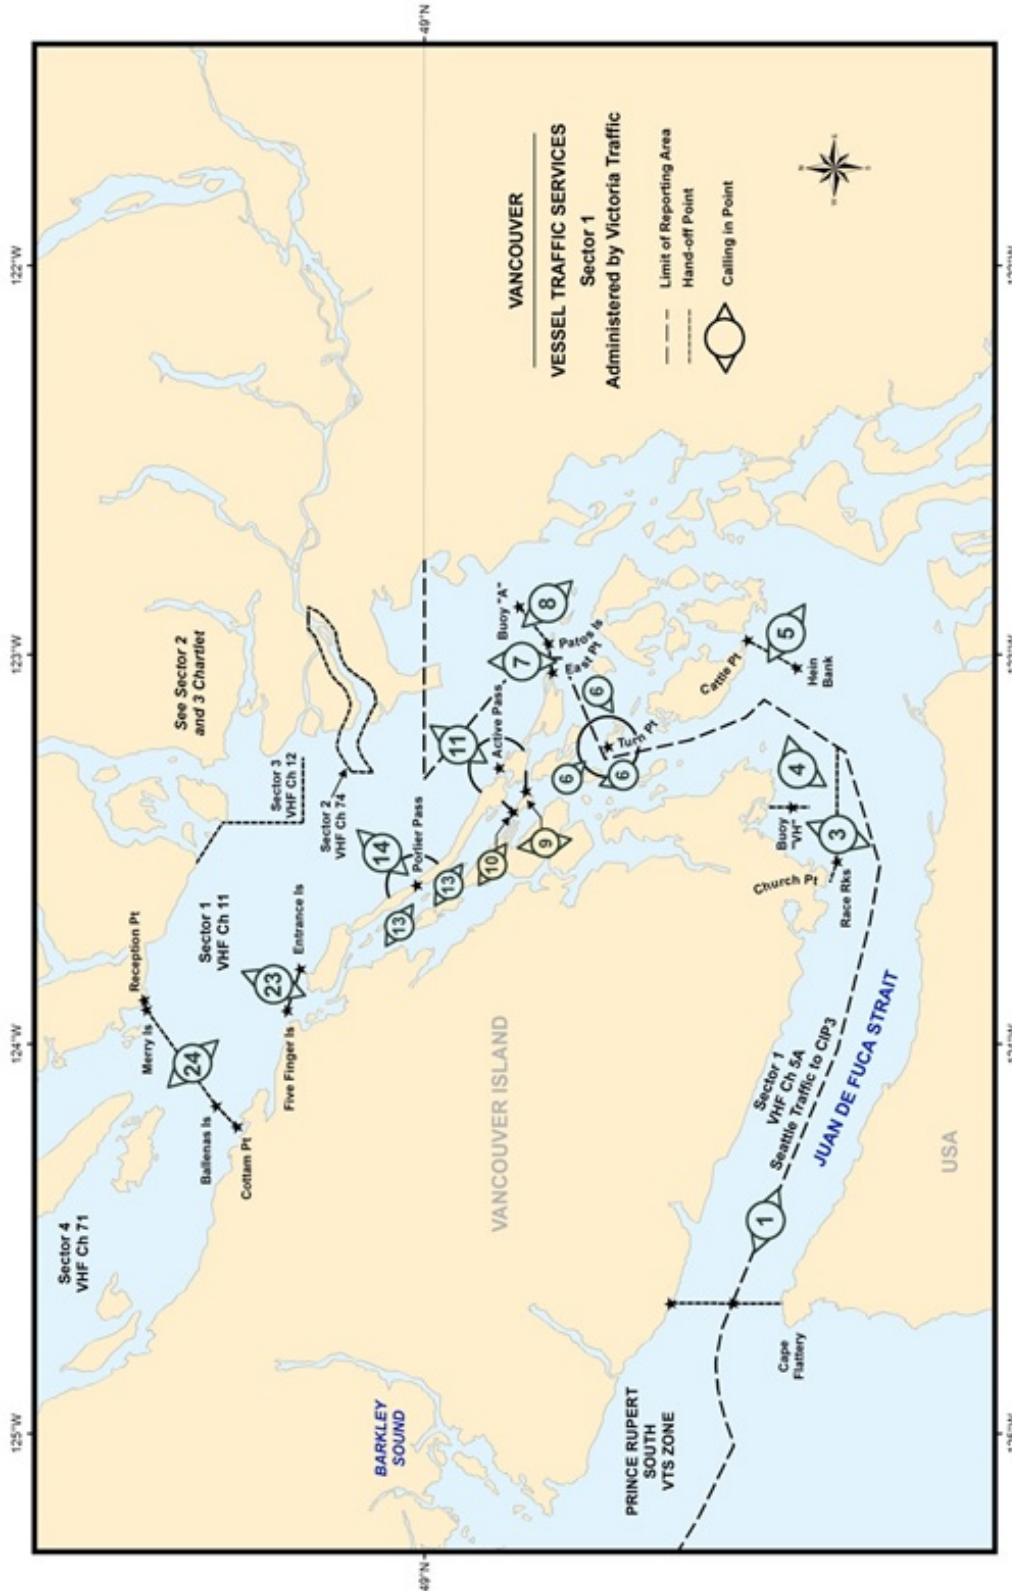 VANCOUVER
VESSEL TRAFFIC SERVICES
Sector 1
Administered by Victoria Traffic
Limit of Reporting Area
Hand-off Point
Calling in Point
N
E
S
W
125°W
124°W
123°W
122°W
49°N
49°N
125°W
124°W
123°W
122°W
Sector 4
VHF Ch 71
Merry Is
Reception Pt
24
Ballenas Is
Cottam Pt
Sector 1
VHF Ch 11
23
Five Finger Is
Entrance Is
See Sector 2
and 3 Chartlet
Sector 3
VHF Ch 12
Sector 2
VHF Ch 74
14
Porlier Pass
13
13
10
9
11
Active Pass
7
8
Buoy "A"
Patos Is
East Pt
6
6
6
Turn Pt
Cattle Pt
5
Hein
Bank
4
Buoy
"VH"
3
Church Pt
Race Rks
BARKLEY
SOUND
VANCOUVER ISLAND
PRINCE RUPERT
SOUTH
VTS ZONE
1
Sector 1
VHF Ch 5A
Seattle Traffic to CIP3
JUAN DE FUCA STRAIT
Cape
Flattery
USA